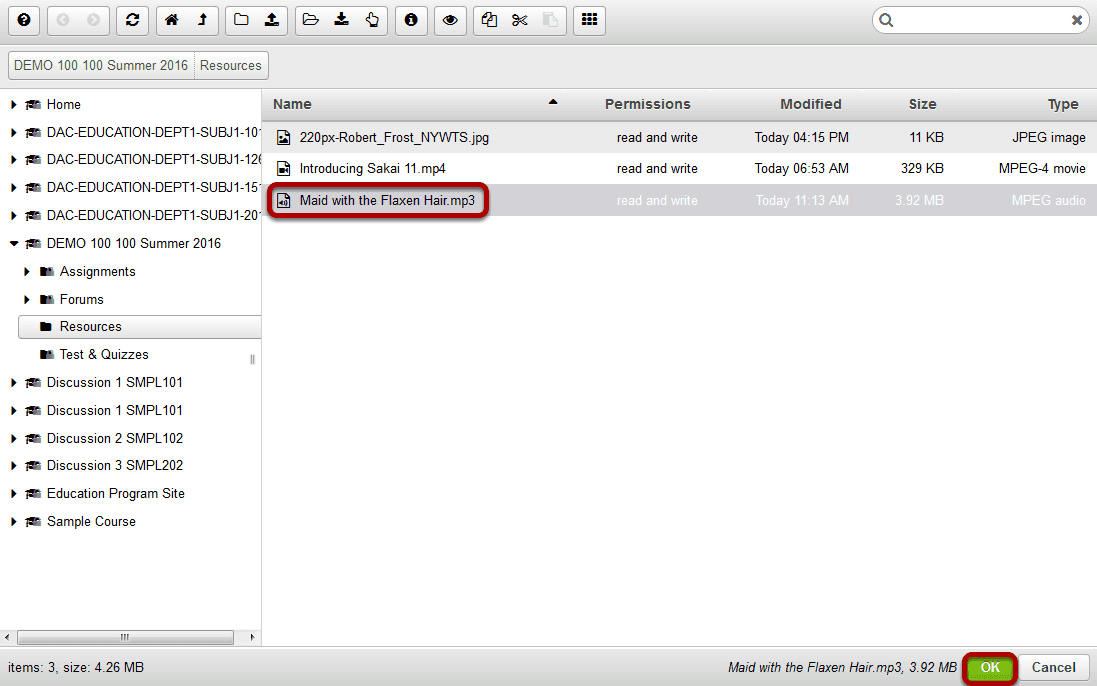 DEMO 100 100 Summer 2016 Resources
Name Permissions Modified Size Type
Home
DAC-EDUCATION-DEPT1-SUBJ1-101
DAC-EDUCATION-DEPT1-SUBJ1-126
DAC-EDUCATION-DEPT1-SUBJ1-151
DAC-EDUCATION-DEPT1-SUBJ1-201
DEMO 100 100 Summer 2016
Assignments
Forums
Resources
Test & Quizzes
Discussion 1 SMPL101
Discussion 1 SMPL101
Discussion 2 SMPL102
Discussion 3 SMPL202
Education Program Site
Sample Course
220px-Robert_Frost_NYWTS.jpg read and write Today 04:15 PM 11 KB JPEG image
Introducing Sakai 11.mp4 read and write Today 06:53 AM 329 KB MPEG-4 movie
Maid with the Flaxen Hair.mp3 read and write Today 11:13 AM 3.92 MB MPEG audio
items: 3, size: 4.26 MB Maid with the Flaxen Hair.mp3, 3.92 MB OK Cancel